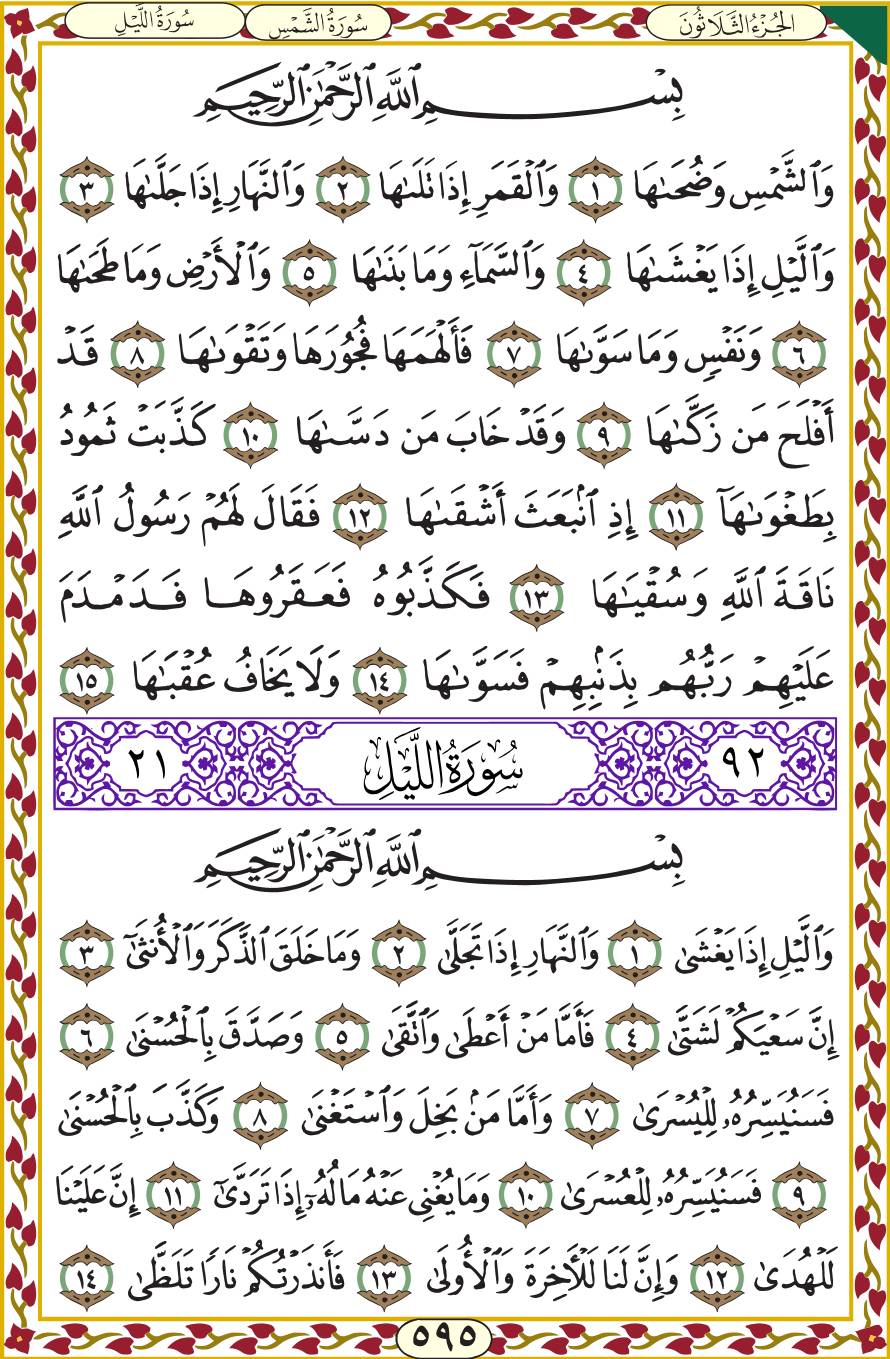 الجُزْءُ الثَّلَاثُونَ سُورَةُ الشَّمْسِ سُورَةُ اللَّيْلِ
بِسْمِ ٱللَّهِ ٱلرَّحْمَٰنِ ٱلرَّحِيمِ
وَٱلشَّمْسِ وَضُحَىٰهَا ١ وَٱلْقَمَرِ إِذَا تَلَىٰهَا ٢ وَٱلنَّهَارِ إِذَا جَلَّىٰهَا ٣
وَٱلَّيْلِ إِذَا يَغْشَىٰهَا ٤ وَٱلسَّمَآءِ وَمَا بَنَىٰهَا ٥ وَٱلْأَرْضِ وَمَا طَحَىٰهَا
٦ وَنَفْسٍ وَمَا سَوَّىٰهَا ٧ فَأَلْهَمَهَا فُجُورَهَا وَتَقْوَىٰهَا ٨ قَدْ
أَفْلَحَ مَن زَكَّىٰهَا ٩ وَقَدْ خَابَ مَن دَسَّىٰهَا ١٠ كَذَّبَتْ ثَمُودُ
بِطَغْوَىٰهَآ ١١ إِذِ ٱنۢبَعَثَ أَشْقَىٰهَا ١٢ فَقَالَ لَهُمْ رَسُولُ ٱللَّهِ
نَاقَةَ ٱللَّهِ وَسُقْيَٰهَا ١٣ فَكَذَّبُوهُ فَعَقَرُوهَا فَدَمْدَمَ
عَلَيْهِمْ رَبُّهُم بِذَنۢبِهِمْ فَسَوَّىٰهَا ١٤ وَلَا يَخَافُ عُقْبَٰهَا ١٥
٩٢ سُورَةُ اللَّيْلِ ٢١
بِسْمِ ٱللَّهِ ٱلرَّحْمَٰنِ ٱلرَّحِيمِ
وَٱلَّيْلِ إِذَا يَغْشَىٰ ١ وَٱلنَّهَارِ إِذَا تَجَلَّىٰ ٢ وَمَا خَلَقَ ٱلذَّكَرَ وَٱلْأُنثَىٰٓ ٣
إِنَّ سَعْيَكُمْ لَشَتَّىٰ ٤ فَأَمَّا مَنْ أَعْطَىٰ وَٱتَّقَىٰ ٥ وَصَدَّقَ بِٱلْحُسْنَىٰ ٦
فَسَنُيَسِّرُهُۥ لِلْيُسْرَىٰ ٧ وَأَمَّا مَنۢ بَخِلَ وَٱسْتَغْنَىٰ ٨ وَكَذَّبَ بِٱلْحُسْنَىٰ
٩ فَسَنُيَسِّرُهُۥ لِلْعُسْرَىٰ ١٠ وَمَا يُغْنِى عَنْهُ مَالُهُۥٓ إِذَا تَرَدَّىٰٓ ١١ إِنَّ عَلَيْنَا
لَلْهُدَىٰ ١٢ وَإِنَّ لَنَا لَلْأَخِرَةَ وَٱلْأُولَىٰ ١٣ فَأَنذَرْتُكُمْ نَارًا تَلَظَّىٰ ١٤
٥٩٥